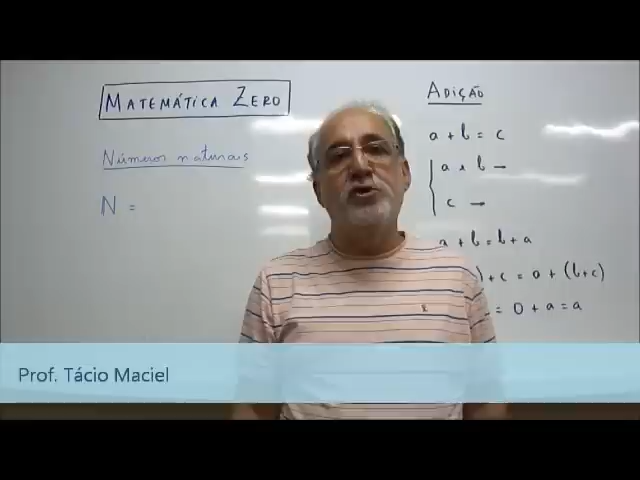 MATEMÁTICA ZERO
Números naturais
N =
ADIÇÃO
a + b = c
a e b →
c →
a + b = b + a
) + c = a + (b + c)
= 0 + a = a
Prof. Tácio Maciel